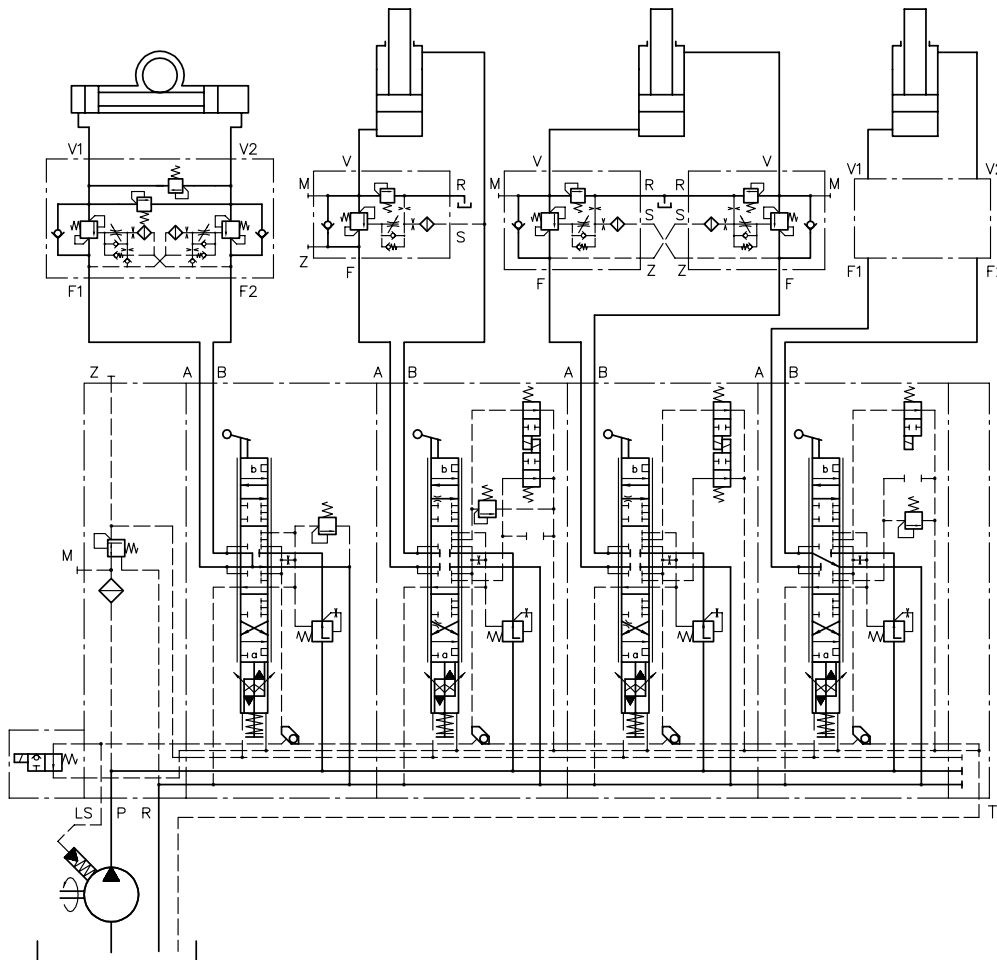 V1 V2
V
M R
S
Z
F
V V
M R R M
S S
Z Z
F F
V1 V2
F1 F2
F1 F2
Z A B A B A B A B
b b b b
M
a a a a
LS P R T